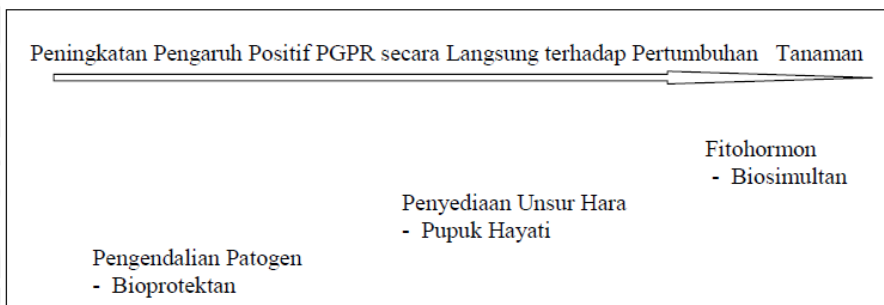 Peningkatan Pengaruh Positif PGPR secara Langsung terhadap Pertumbuhan Tanaman
Fitohormon
- Biosimultan
Penyediaan Unsur Hara
- Pupuk Hayati
Pengendalian Patogen
- Bioprotektan